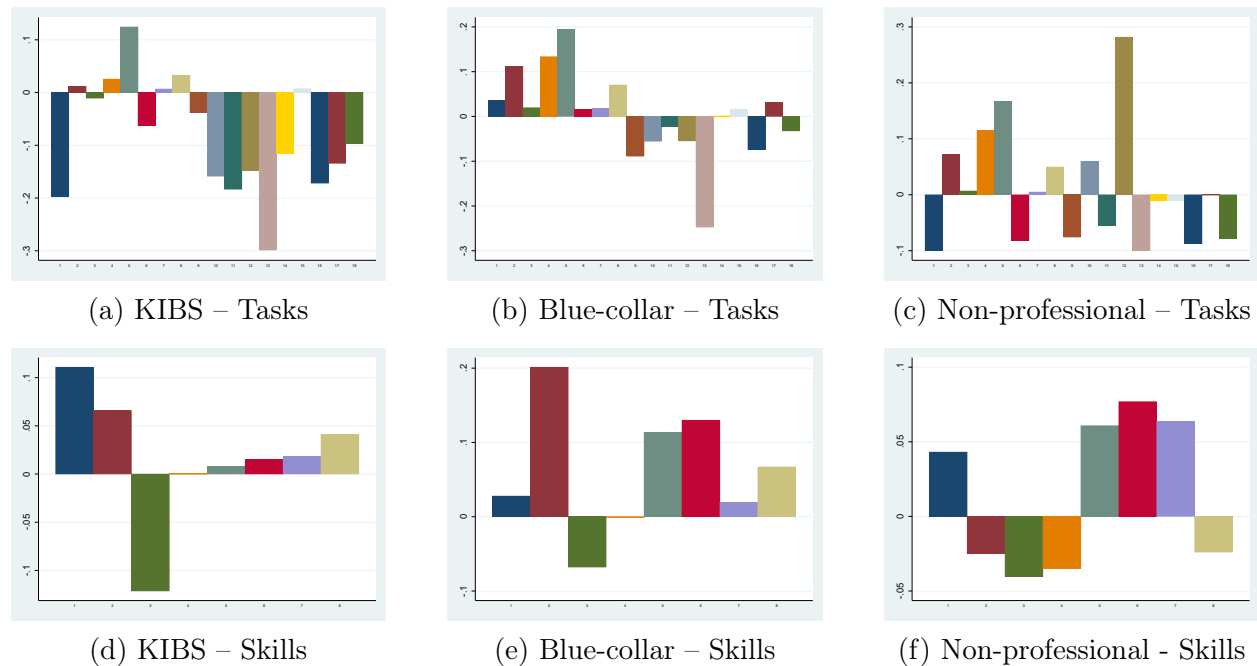 .1 .2 .3
0 .1 .2
-.1 0 .1
-.2 -.1 0
-.3 -.2 -.1
-.3
1 2 3 4 5 6 7 8 9 10 11 12 13 14 15 16 17 18 1 2 3 4 5 6 7 8 9 10 11 12 13 14 15 16 17 18 1 2 3 4 5 6 7 8 9 10 11 12 13 14 15 16 17 18
(a) KIBS – Tasks (b) Blue-collar – Tasks (c) Non-professional – Tasks
.1 .2 .1
.05 .1 .05
0 0 0
-.05 -.1 -.05
-.1
1 2 3 4 5 6 7 8 1 2 3 4 5 6 7 8 1 2 3 4 5 6 7 8
(d) KIBS – Skills (e) Blue-collar – Skills (f) Non-professional - Skills